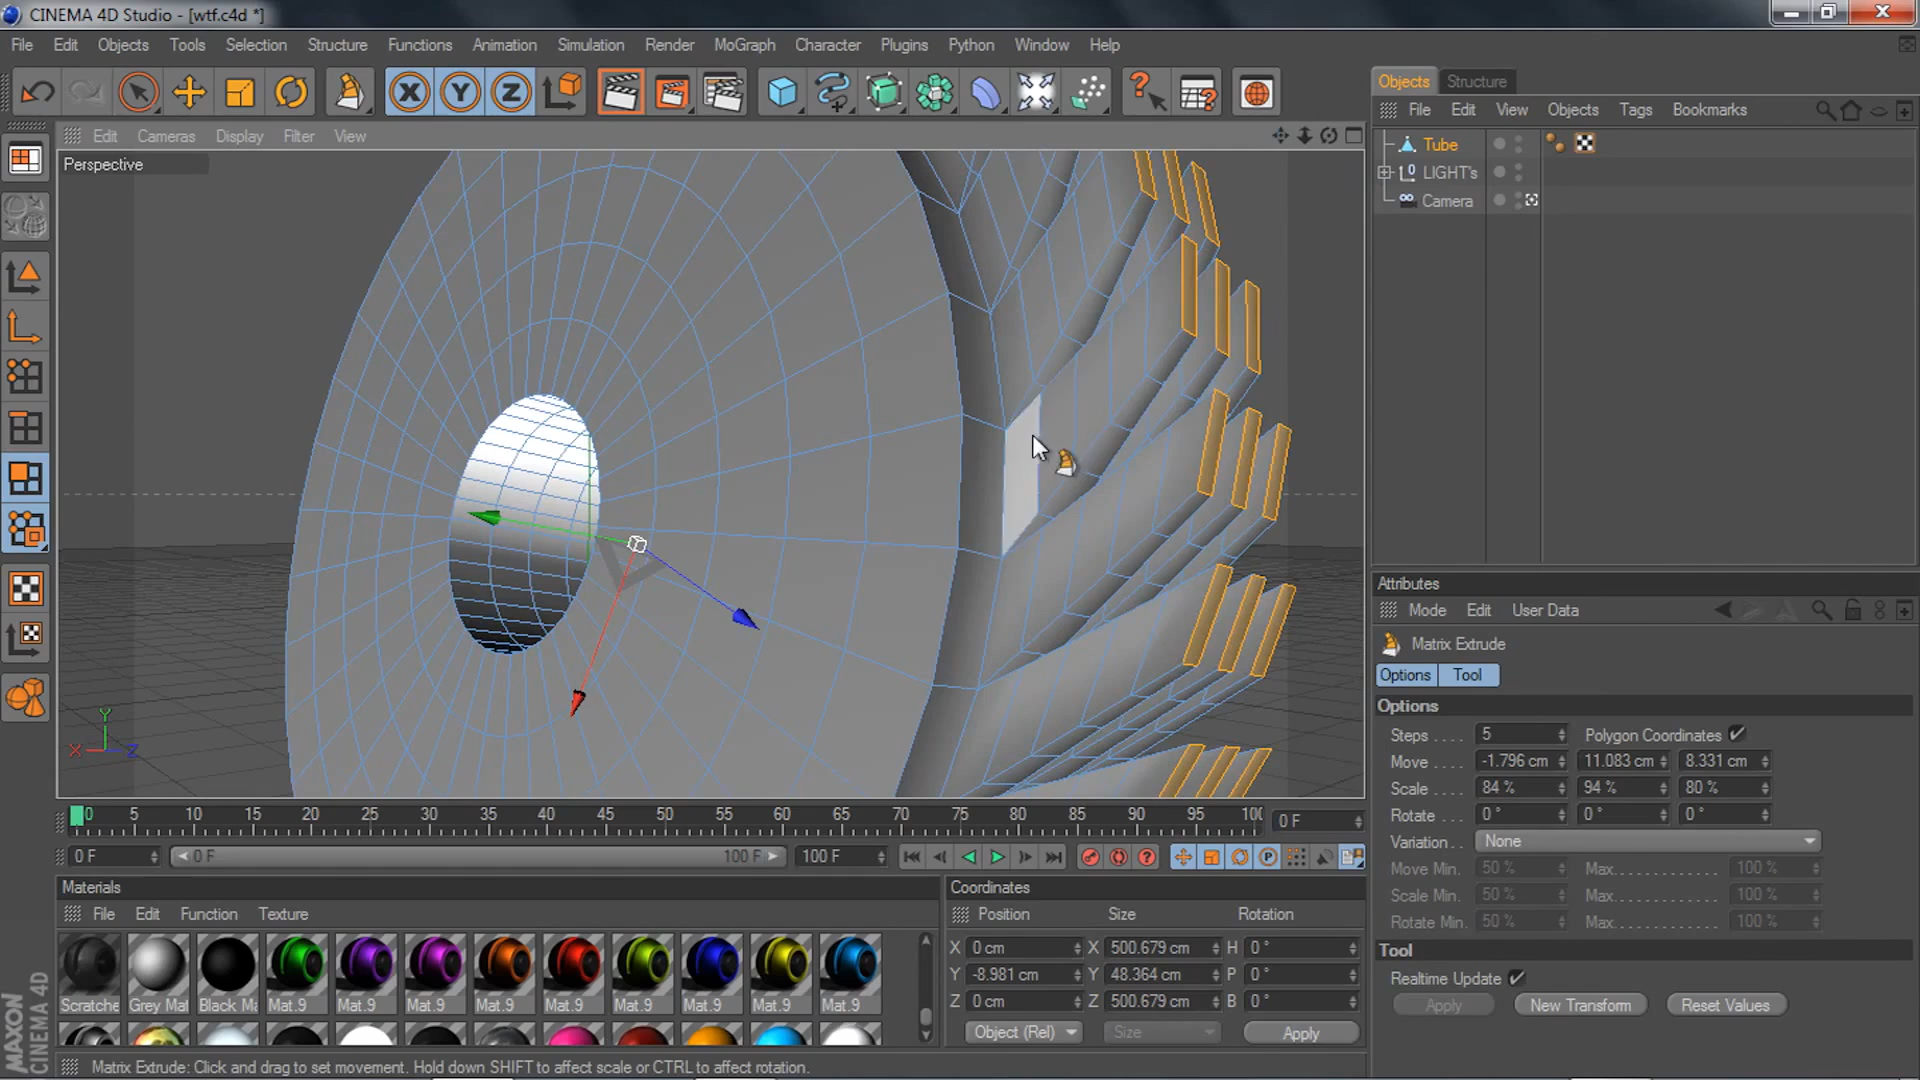 CINEMA 4D Studio - [wtf.c4d *]
File Edit Objects Tools Selection Structure Functions Animation Simulation Render MoGraph Character Plugins Python Window Help
X Y Z
Objects Structure
File Edit View Objects Tags Bookmarks
Edit Cameras Display Filter View
Perspective
Tube
LIGHT's
Camera
Y
X Z
Attributes
Mode Edit User Data
Matrix Extrude
Options Tool
Options
Steps . . . . 5 Polygon Coordinates
Move . . . . -1.796 cm 11.083 cm 8.331 cm
Scale . . . . 84 % 94 % 80 %
Rotate . . . 0 ° 0 ° 0 °
Variation . . None
Move Min. 50 % Max. 100 %
Scale Min. 50 % Max. 100 %
Rotate Min. 50 % Max. 100 %
Tool
Realtime Update
Apply New Transform Reset Values
0 5 10 15 20 25 30 35 40 45 50 55 60 65 70 75 80 85 90 95 100 0 F
0 F 0 F 100 F 100 F
Materials
File Edit Function Texture
Scratche Grey Mat Black Ma Mat.9 Mat.9 Mat.9 Mat.9 Mat.9 Mat.9 Mat.9 Mat.9 Mat.9
Coordinates
Position Size Rotation
X 0 cm X 500.679 cm H 0 °
Y -8.981 cm Y 48.364 cm P 0 °
Z 0 cm Z 500.679 cm B 0 °
Object (Rel) Size Apply
MAXON
CINEMA 4D
Matrix Extrude: Click and drag to set movement. Hold down SHIFT to affect scale or CTRL to affect rotation.